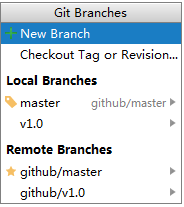 Git Branches
New Branch
Checkout Tag or Revision...
Local Branches
master github/master
v1.0
Remote Branches
github/master
github/v1.0